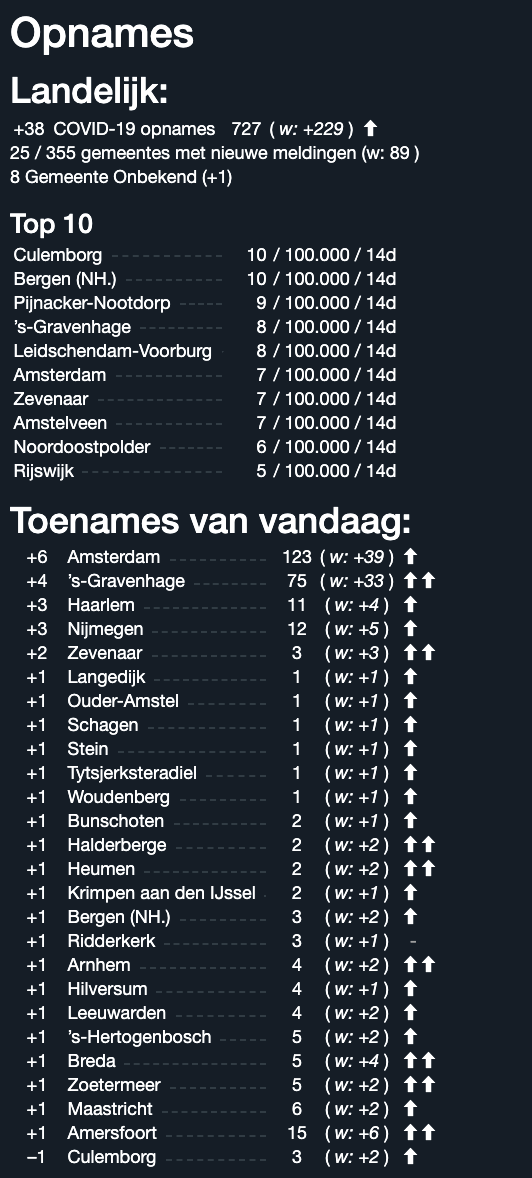 Opnames
Landelijk:
+38 COVID-19 opnames 727 ( w: +229 ) ⬆
25 / 355 gemeentes met nieuwe meldingen (w: 89 )
8 Gemeente Onbekend (+1)
Top 10
Culemborg ----------- 10 / 100.000 / 14d
Bergen (NH.) ---------- 10 / 100.000 / 14d
Pijnacker-Nootdorp ----- 9 / 100.000 / 14d
's-Gravenhage --------- 8 / 100.000 / 14d
Leidschendam-Voorburg 8 / 100.000 / 14d
Amsterdam ----------- 7 / 100.000 / 14d
Zevenaar ------------- 7 / 100.000 / 14d
Amstelveen ----------- 7 / 100.000 / 14d
Noordoostpolder ------ 6 / 100.000 / 14d
Rijswijk -------------- 5 / 100.000 / 14d
Toenames van vandaag:
+6 Amsterdam ---------- 123 ( w: +39 ) ⬆
+4 's-Gravenhage -------- 75 ( w: +33 ) ⬆⬆
+3 Haarlem ------------ 11 ( w: +4 ) ⬆
+3 Nijmegen ----------- 12 ( w: +5 ) ⬆
+2 Zevenaar ----------- 3 ( w: +3 ) ⬆⬆
+1 Langedijk ----------- 1 ( w: +1 ) ⬆
+1 Ouder-Amstel -------- 1 ( w: +1 ) ⬆
+1 Schagen ------------ 1 ( w: +1 ) ⬆
+1 Stein --------------- 1 ( w: +1 ) ⬆
+1 Tytsjerksteradiel ------ 1 ( w: +1 ) ⬆
+1 Woudenberg --------- 1 ( w: +1 ) ⬆
+1 Bunschoten --------- 2 ( w: +1 ) ⬆
+1 Halderberge --------- 2 ( w: +2 ) ⬆⬆
+1 Heumen ------------ 2 ( w: +2 ) ⬆⬆
+1 Krimpen aan den IJssel - 2 ( w: +1 ) ⬆
+1 Bergen (NH.) --------- 3 ( w: +2 ) ⬆
+1 Ridderkerk ---------- 3 ( w: +1 ) -
+1 Arnhem ------------ 4 ( w: +2 ) ⬆⬆
+1 Hilversum ----------- 4 ( w: +1 ) ⬆
+1 Leeuwarden --------- 4 ( w: +2 ) ⬆
+1 's-Hertogenbosch ----- 5 ( w: +2 ) ⬆
+1 Breda -------------- 5 ( w: +4 ) ⬆⬆
+1 Zoetermeer ---------- 5 ( w: +2 ) ⬆⬆
+1 Maastricht ---------- 6 ( w: +2 ) ⬆
+1 Amersfoort ---------- 15 ( w: +6 ) ⬆⬆
−1 Culemborg ---------- 3 ( w: +2 ) ⬆